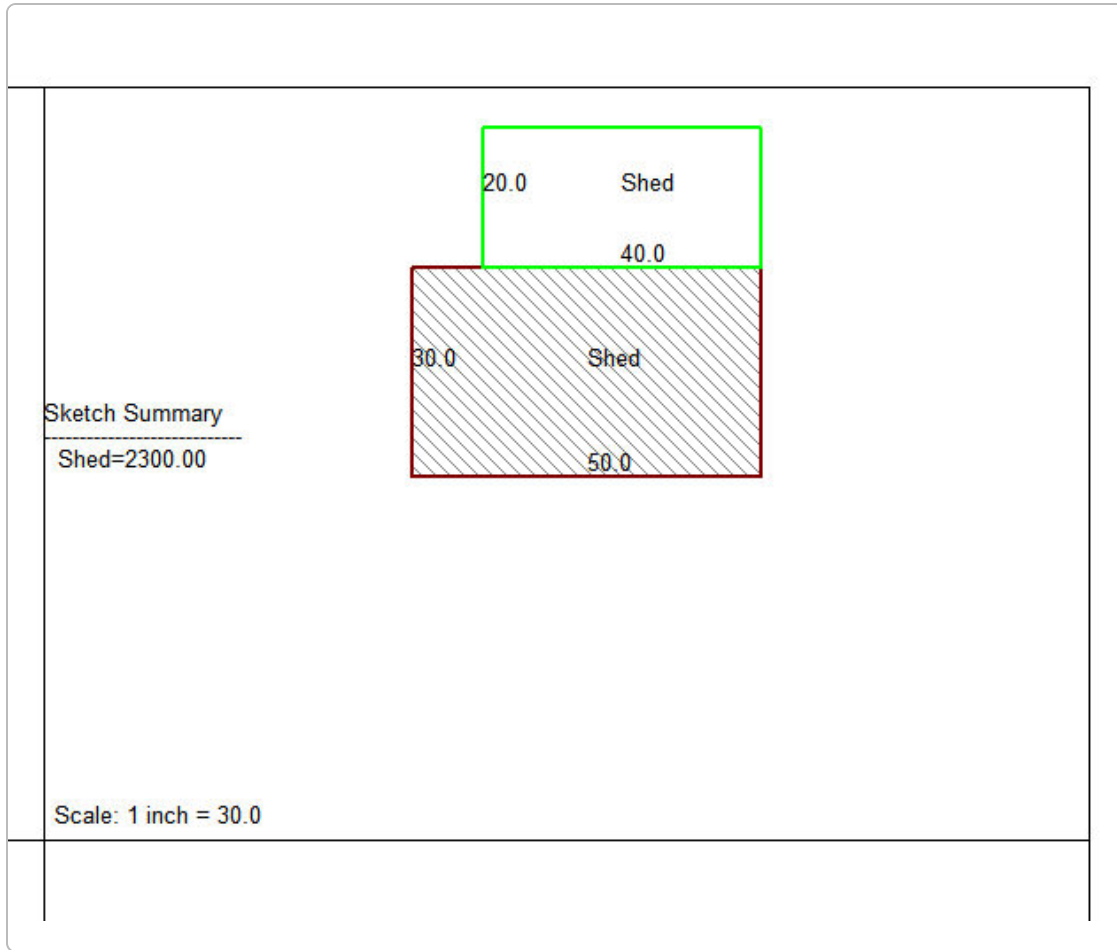 20.0 Shed
40.0
30.0 Shed
Sketch Summary
----------------------------
Shed=2300.00
50.0
Scale: 1 inch = 30.0